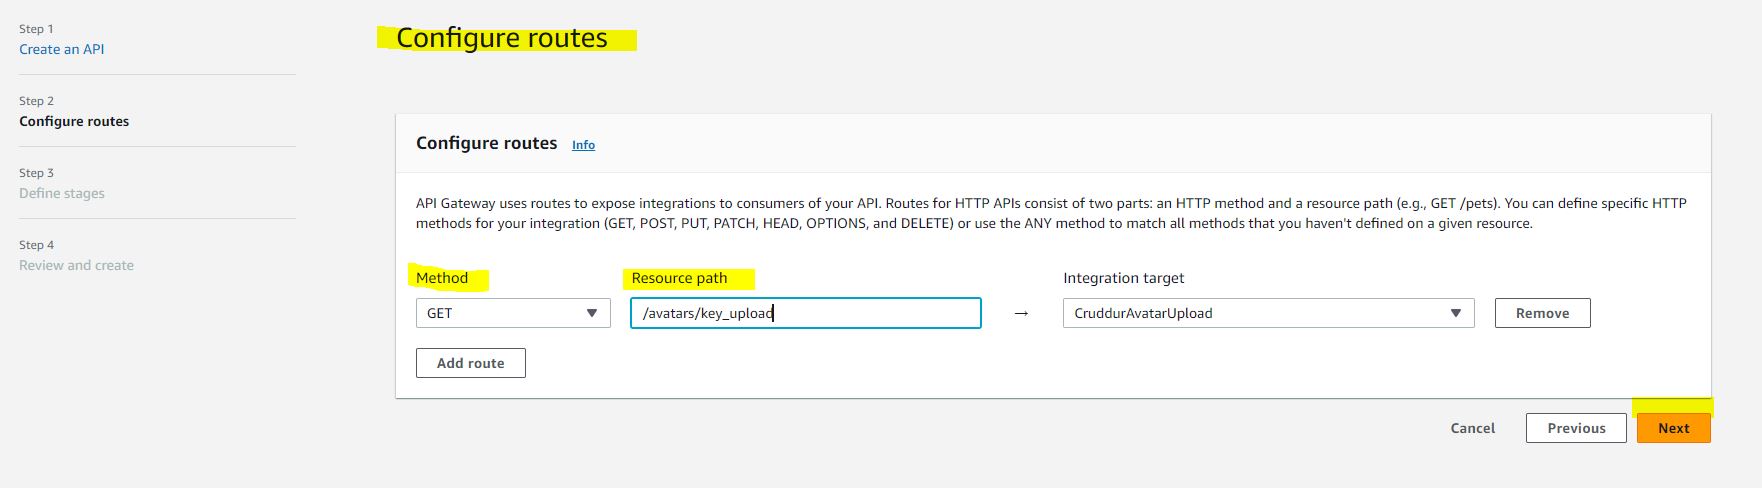 Step 1
Create an API
Step 2
Configure routes
Step 3
Define stages
Step 4
Review and create
Configure routes
Configure routes Info
API Gateway uses routes to expose integrations to consumers of your API. Routes for HTTP APIs consist of two parts: an HTTP method and a resource path (e.g., GET /pets). You can define specific HTTP
methods for your integration (GET, POST, PUT, PATCH, HEAD, OPTIONS, and DELETE) or use the ANY method to match all methods that you haven't defined on a given resource.
Method Resource path Integration target
GET /avatars/key_upload → CruddurAvatarUpload Remove
Add route
Cancel Previous Next